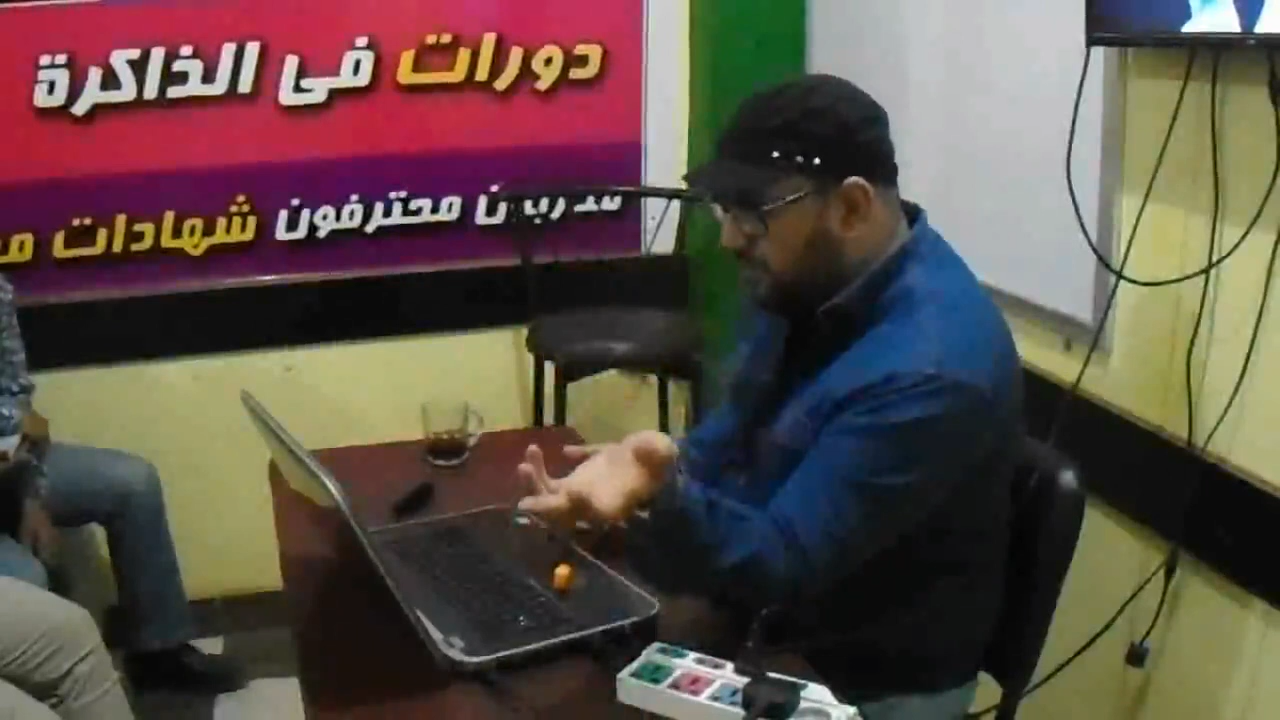 دورات فى الذاكرة
محترفون شهادات